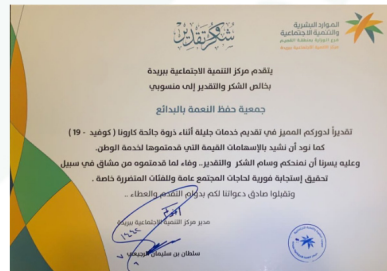 الموارد البشرية
والتنمية الاجتماعية
شكر وتقدير
يتقدم مركز التنمية الاجتماعية ببريدة
بخالص الشكر والتقدير إلى منسوبي
جمعية حفظ النعمة بالبدائع
تقديراً لدوركم المميز في تقديم خدمات جليلة أثناء ذروة جائحة كارونا ( كوفيد - 19 )
كما نود أن نشيد بالإسهامات القيمة التي قدمتموها لخدمة الوطن.
وعليه يسرنا أن نمنحكم وسام الشكر والتقدير.. وفاء لما قدمتموه من مشاق في سبيل
تحقيق إستجابة فورية لحاجات المجتمع عامة وللفئات المتضررة خاصة .
وتقبلوا صادق دعواتنا لكم بدوام التقدم والعطاء ..
مدير مركز التنمية الاجتماعية ببريدة
سلطان بن سليمان